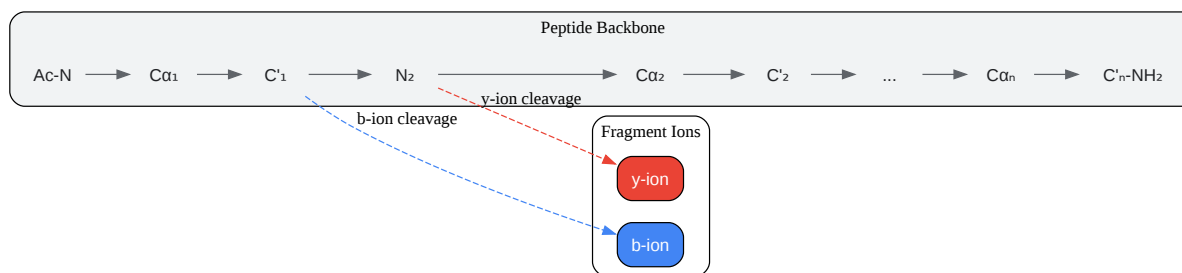 Peptide Backbone
Ac-N Cα₁ C'₁ N₂ Cα₂ C'₂ ... Cαₙ C'ₙ-NH₂
y-ion cleavage
b-ion cleavage
Fragment Ions
y-ion
b-ion